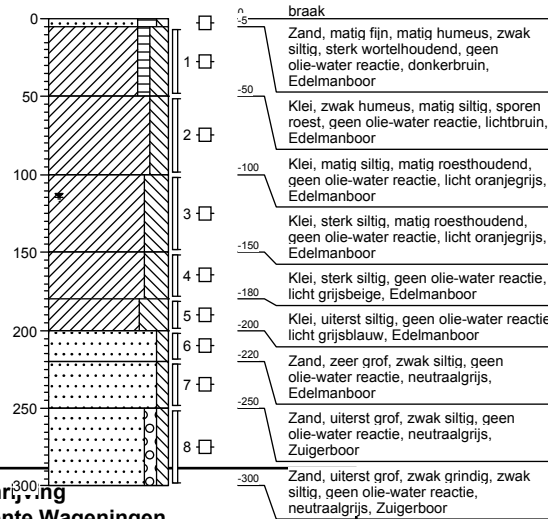 0
50
100
150
200
250
300
1
2
3
4
5
6
7
8
0
braak
-5
Zand, matig fijn, matig humeus, zwak
siltig, sterk wortelhoudend, geen
olie-water reactie, donkerbruin,
Edelmanboor
-50
Klei, zwak humeus, matig siltig, sporen
roest, geen olie-water reactie, lichtbruin,
Edelmanboor
-100
Klei, matig siltig, matig roesthoudend,
geen olie-water reactie, licht oranjegrijs,
Edelmanboor
Klei, sterk siltig, matig roesthoudend,
geen olie-water reactie, licht oranjegrijs,
Edelmanboor
-150
Klei, sterk siltig, geen olie-water reactie,
licht grijsbeige, Edelmanboor
-180
Klei, uiterst siltig, geen olie-water reactie
licht grijsblauw, Edelmanboor
-200
-220
Zand, zeer grof, zwak siltig, geen
olie-water reactie, neutraalgrijs,
Edelmanboor
-250
Zand, uiterst grof, zwak siltig, geen
olie-water reactie, neutraalgrijs,
Zuigerboor
-300
Zand, uiterst grof, zwak grindig, zwak
siltig, geen olie-water reactie,
neutraalgrijs, Zuigerboor
Wageningen